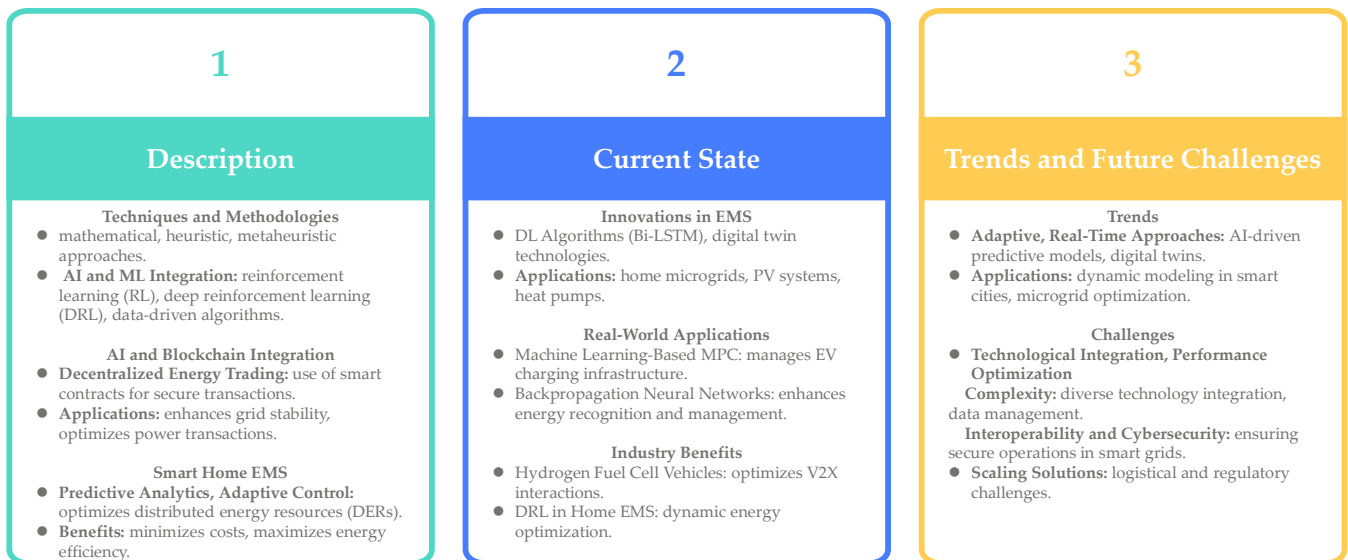 1
Description
Techniques and Methodologies
● mathematical, heuristic, metaheuristic
approaches.
● AI and ML Integration: reinforcement
learning (RL), deep reinforcement learning
(DRL), data-driven algorithms.
AI and Blockchain Integration
● Decentralized Energy Trading: use of smart
contracts for secure transactions.
● Applications: enhances grid stability,
optimizes power transactions.
Smart Home EMS
● Predictive Analytics, Adaptive Control:
optimizes distributed energy resources (DERs).
● Benefits: minimizes costs, maximizes energy
efficiency.
2
Current State
Innovations in EMS
● DL Algorithms (Bi-LSTM), digital twin
technologies.
● Applications: home microgrids, PV systems,
heat pumps.
Real-World Applications
● Machine Learning-Based MPC: manages EV
charging infrastructure.
● Backpropagation Neural Networks: enhances
energy recognition and management.
Industry Benefits
● Hydrogen Fuel Cell Vehicles: optimizes V2X
interactions.
● DRL in Home EMS: dynamic energy
optimization.
3
Trends and Future Challenges
Trends
● Adaptive, Real-Time Approaches: AI-driven
predictive models, digital twins.
● Applications: dynamic modeling in smart
cities, microgrid optimization.
Challenges
● Technological Integration, Performance
Optimization
Complexity: diverse technology integration,
data management.
Interoperability and Cybersecurity: ensuring
secure operations in smart grids.
● Scaling Solutions: logistical and regulatory
challenges.